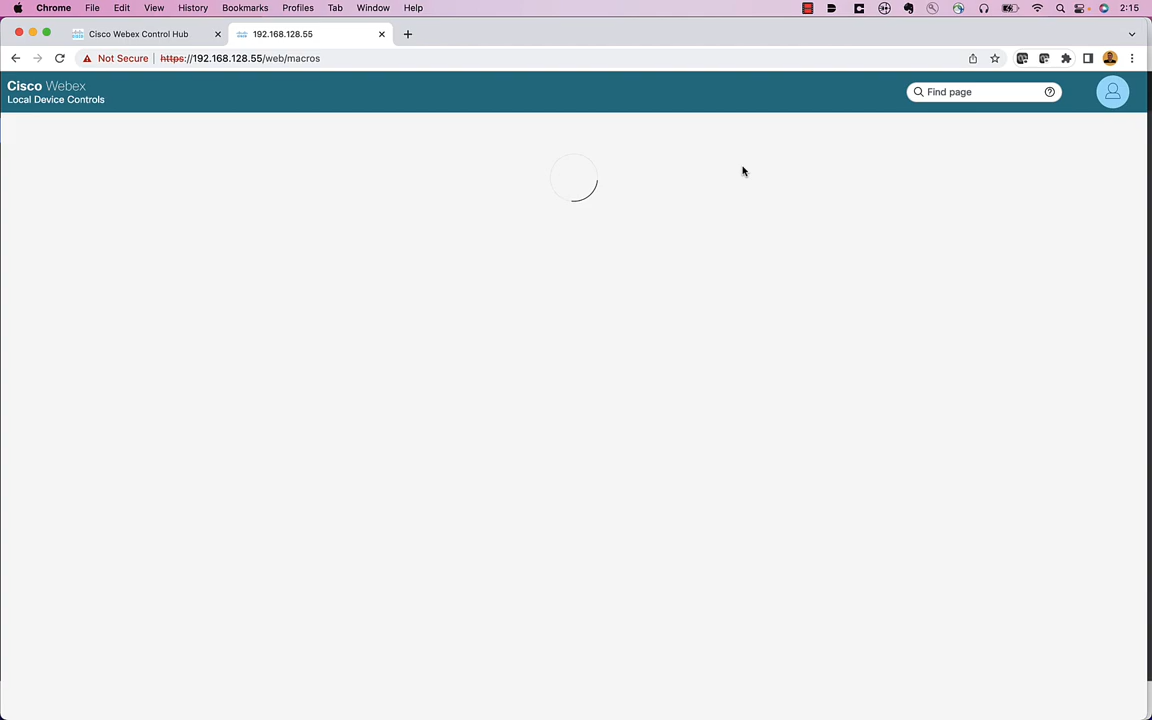 Chrome File Edit View History Bookmarks Profiles Tab Window Help 2:15
Cisco Webex Control Hub 192.168.128.55
Not Secure https://192.168.128.55/web/macros
Cisco Webex
Local Device Controls
Find page